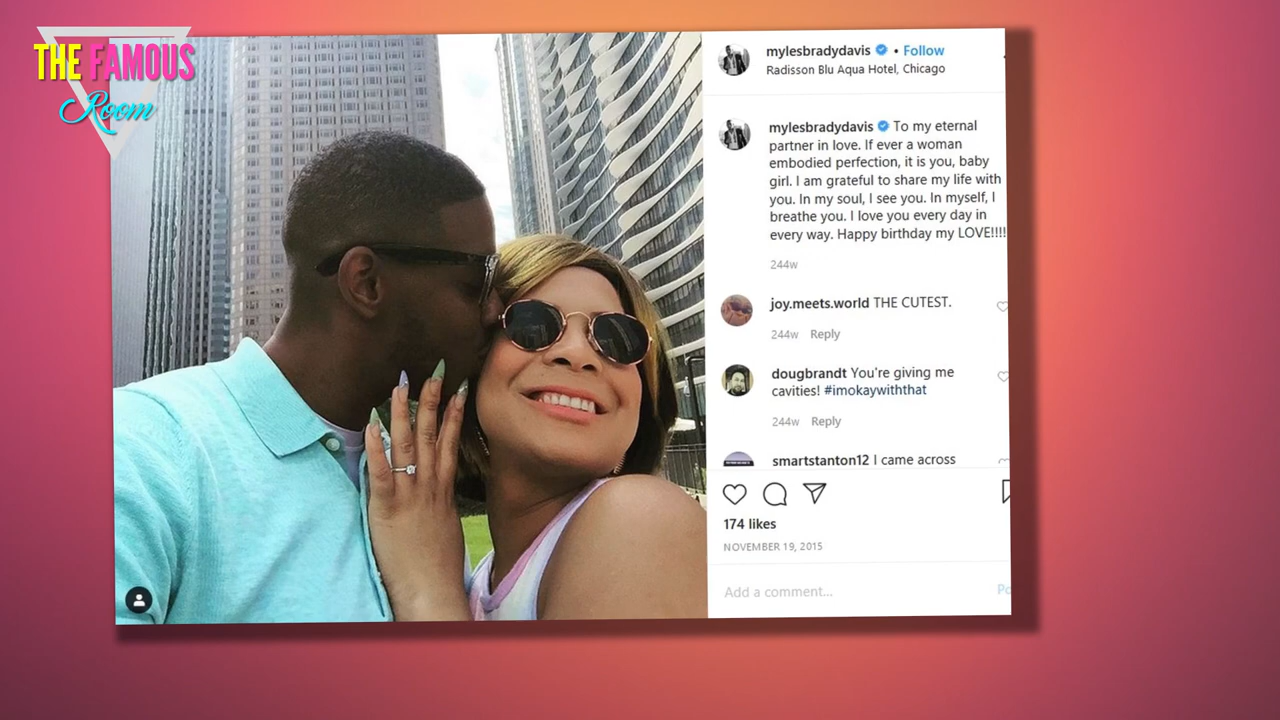 THE FAMOUS
Room
mylesbradydavis • Follow
Radisson Blu Aqua Hotel, Chicago
mylesbradydavis To my eternal
partner in love. If ever a woman
embodied perfection, it is you, baby
girl. I am grateful to share my life with
you. In my soul, I see you. In myself, I
breathe you. I love you every day in
every way. Happy birthday my LOVE!!!!
244w
joy.meets.world THE CUTEST.
244w Reply
dougbrandt You're giving me
cavities! #imokaywiththat
244w Reply
smartstanton12 I came across
174 likes
NOVEMBER 19, 2015
Add a comment...